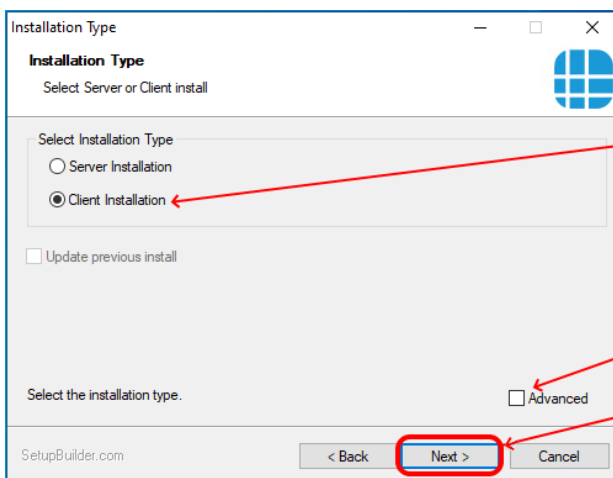 Installation Type
Installation Type
Select Server or Client install
Select Installation Type
Server Installation
Client Installation
Update previous install
Select the installation type.
Advanced
SetupBuilder.com
< Back
Next >
Cancel